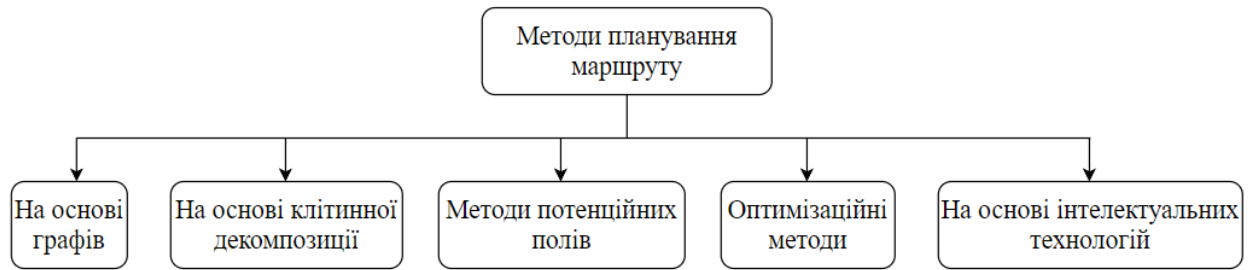 Методи планування
маршруту
На основі
графів
На основі клітинної
декомпозиції
Методи потенційних
полів
Оптимізаційні
методи
На основі інтелектуальних
технологій